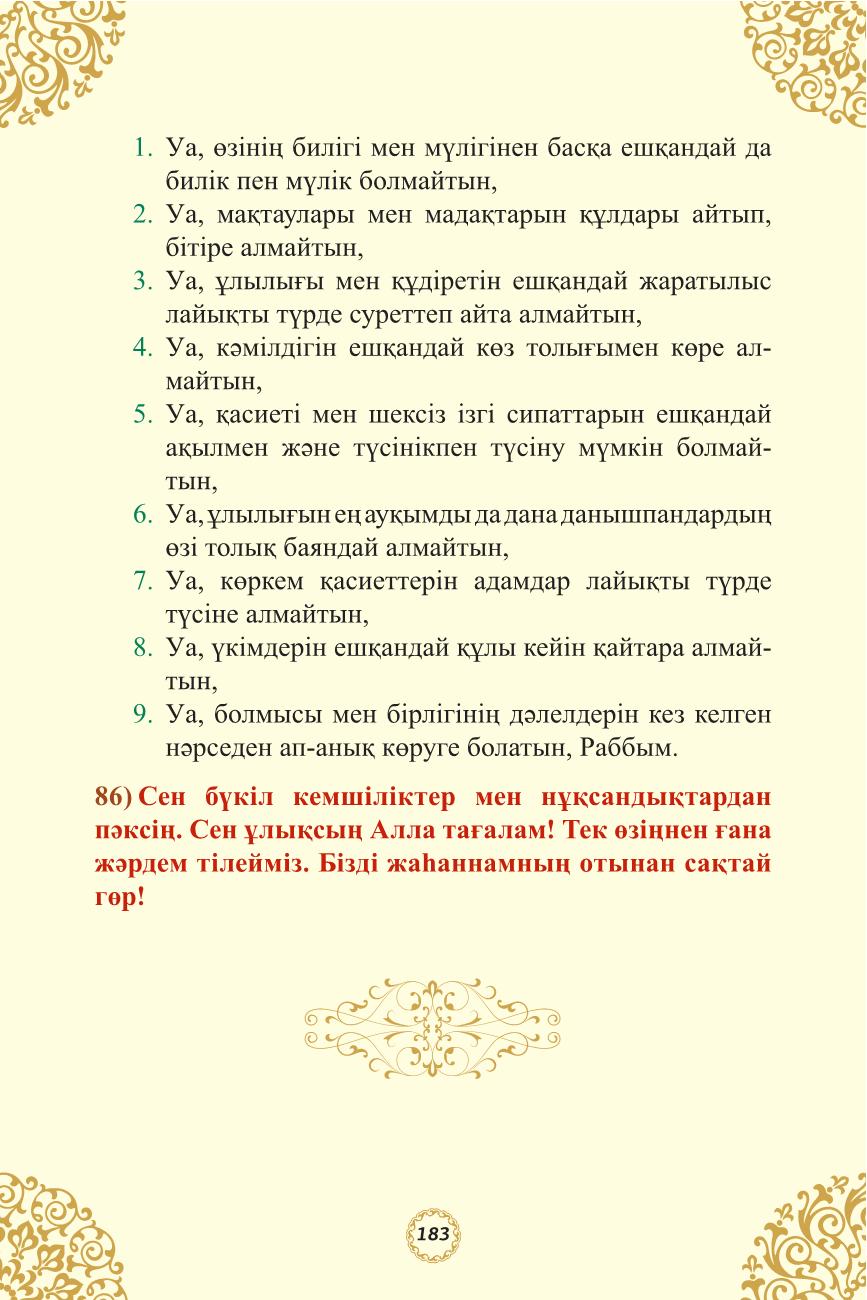 1. Уа, өзінің билігі мен мүлігінен басқа ешқандай да
билік пен мүлік болмайтын,
2. Уа, мақтаулары мен мадақтарын құлдары айтып,
бітіре алмайтын,
3. Уа, ұлылығы мен құдіретін ешқандай жаратылыс
лайықты түрде суреттеп айта алмайтын,
4. Уа, кәмілдігін ешқандай көз толығымен көре ал-
майтын,
5. Уа, қасиеті мен шексіз ізгі сипаттарын ешқандай
ақылмен және түсінікпен түсіну мүмкін болмай-
тын,
6. Уа, ұлылығын ең ауқымды да дана данышпандардың
өзі толық баяндай алмайтын,
7. Уа, көркем қасиеттерін адамдар лайықты түрде
түсіне алмайтын,
8. Уа, үкімдерін ешқандай құлы кейін қайтара алмай-
тын,
9. Уа, болмысы мен бірлігінің дәлелдерін кез келген
нәрседен ап-анық көруге болатын, Раббым.
86) Сен бүкіл кемшіліктер мен нұқсандықтардан
пәксің. Сен ұлықсың Алла тағалам! Тек өзіңнен ғана
жәрдем тілейміз. Бізді жаһаннамның отынан сақтай
гөр!
183